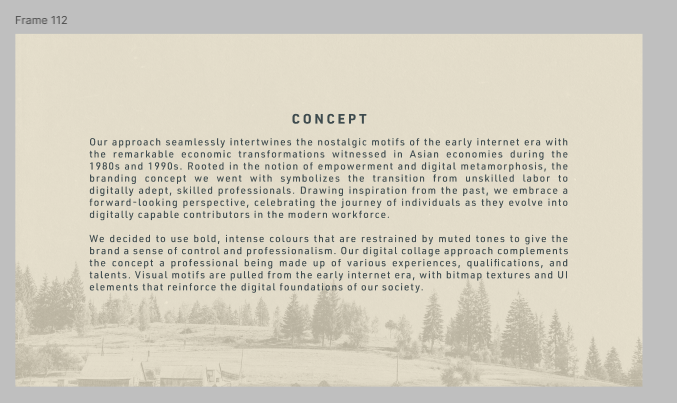 Frame 112
CONCEPT
Our approach seamlessly intertwines the nostalgic motifs of the early internet era with
the remarkable economic transformations witnessed in Asian economies during the
1980s and 1990s. Rooted in the notion of empowerment and digital metamorphosis, the
branding concept we went with symbolizes the transition from unskilled labor to
digitally adept, skilled professionals. Drawing inspiration from the past, we embrace a
forward-looking perspective, celebrating the journey of individuals as they evolve into
digitally capable contributors in the modern workforce.
We decided to use bold, intense colours that are restrained by muted tones to give the
brand a sense of control and professionalism. Our digital collage approach complements
the concept a professional being made up of various experiences, qualifications, and
talents. Visual motifs are pulled from the early internet era, with bitmap textures and UI
elements that reinforce the digital foundations of our society.